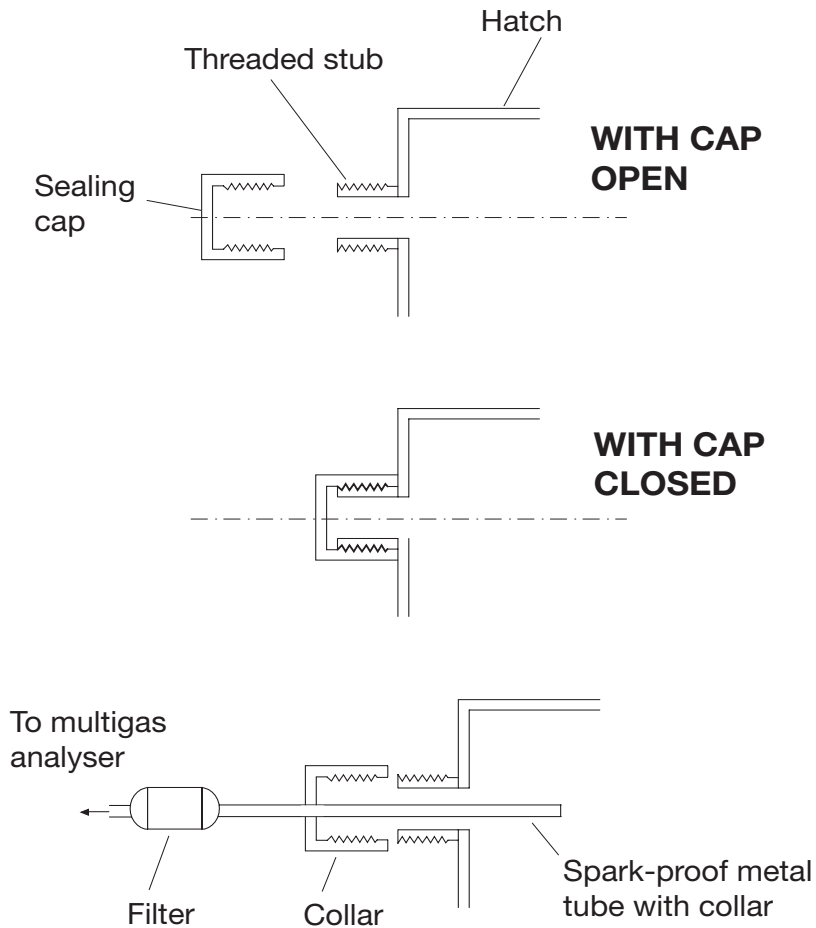 Hatch
Threaded stub
WITH CAP
OPEN
Sealing
cap
WITH CAP
CLOSED
To multigas
analyser
Spark-proof metal
tube with collar
Filter
Collar